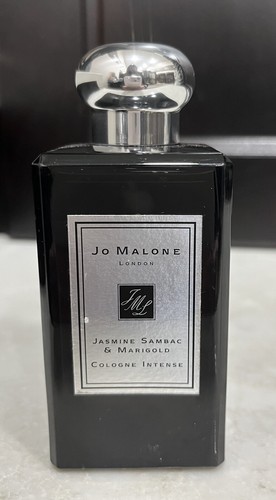 Jo Malone
London
JML
Jasmine Sambac
& Marigold
Cologne Intense